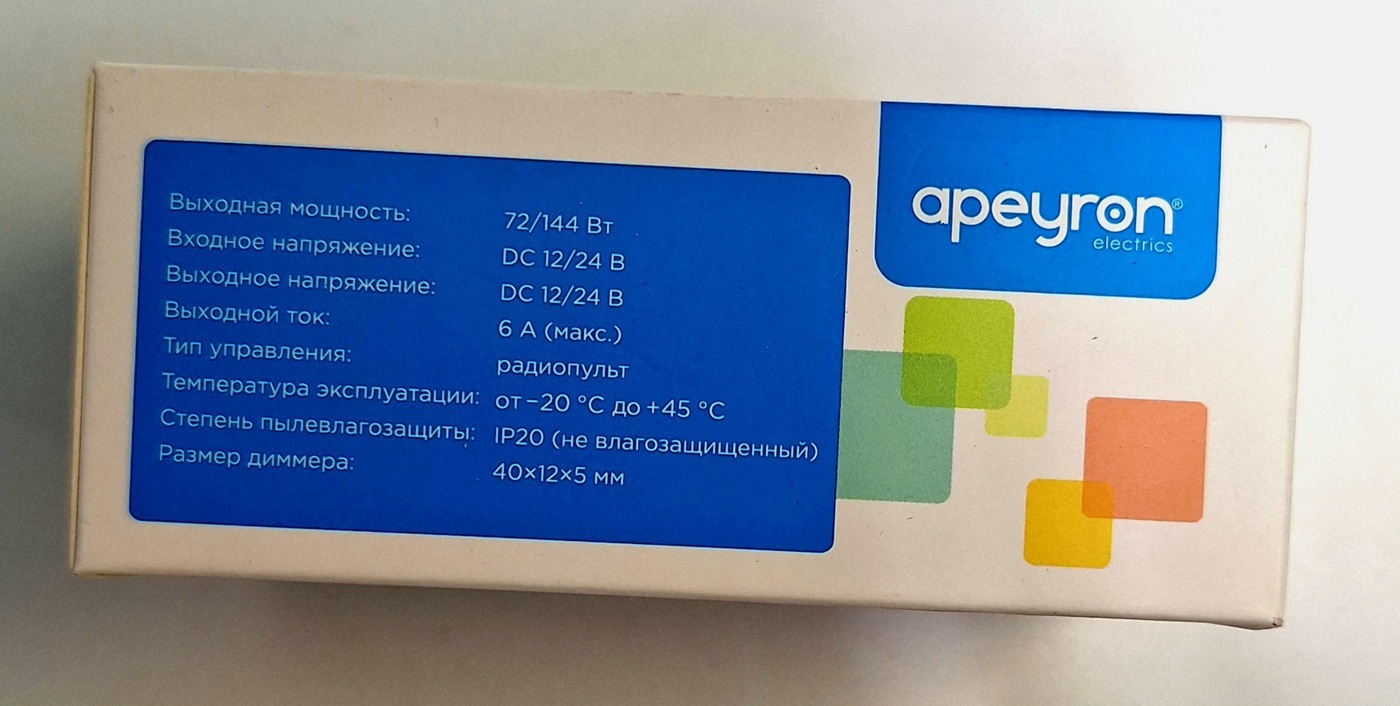 Выходная мощность: 72/144 Вт
Входное напряжение: DC 12/24 В
Выходное напряжение: DC 12/24 В
Выходной ток: 6 А (макс.)
Тип управления: радиопульт
Температура эксплуатации: от −20 °C до +45 °C
Степень пылевлагозащиты: IP20 (не влагозащищенный)
Размер диммера: 40×12×5 мм
apeyron®
electrics